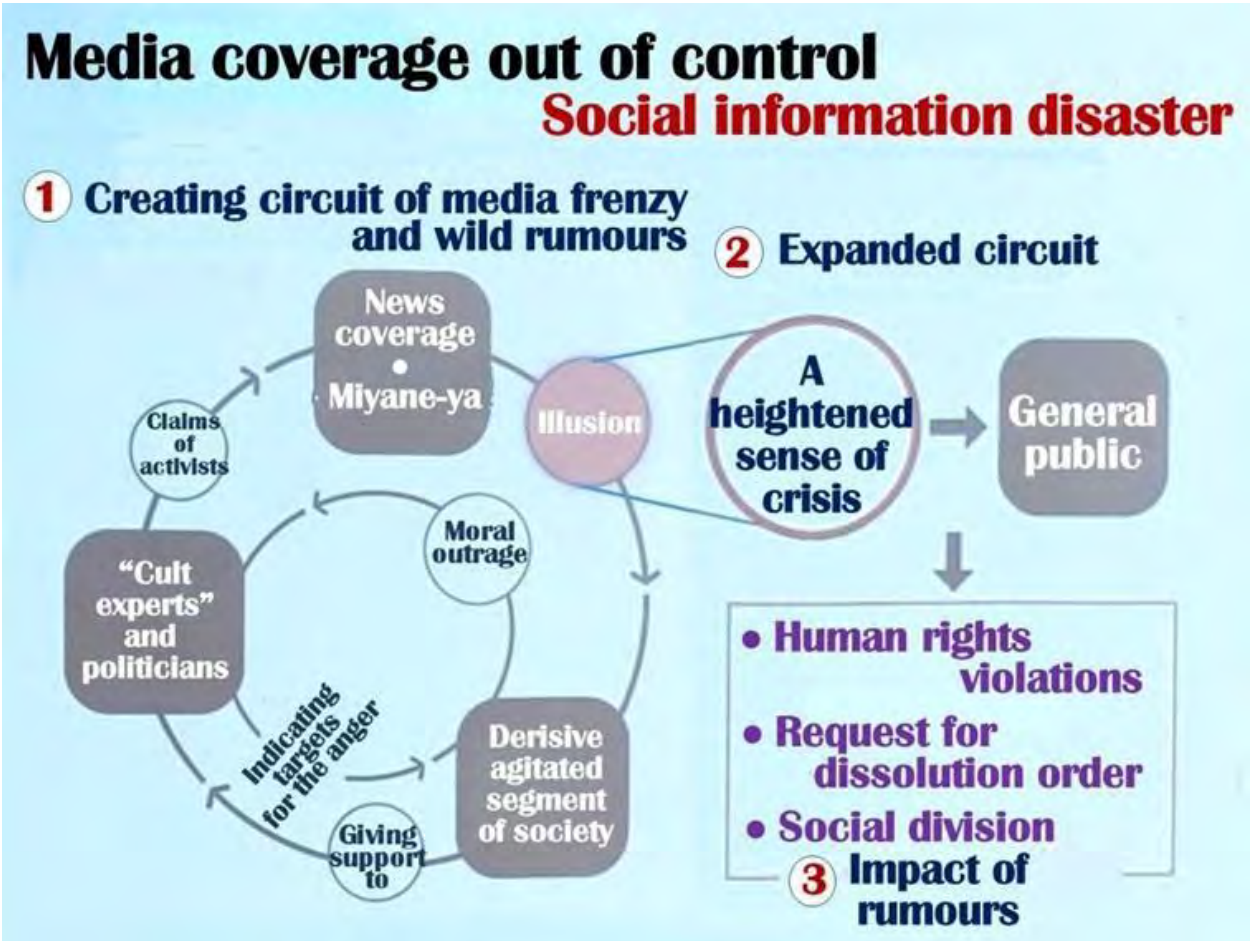 Media coverage out of control
Social information disaster
1 Creating circuit of media frenzy
and wild rumours
2 Expanded circuit
News
coverage
•
Miyane-ya
Illusion
Claims
of
activists
A
heightened
sense of
crisis
General
public
Moral
outrage
"Cult
experts"
and
politicians
Indicating
targets
for the anger
Derisive
agitated
segment
of society
Giving
support
to
• Human rights
violations
• Request for
dissolution order
• Social division
3 Impact of
rumours